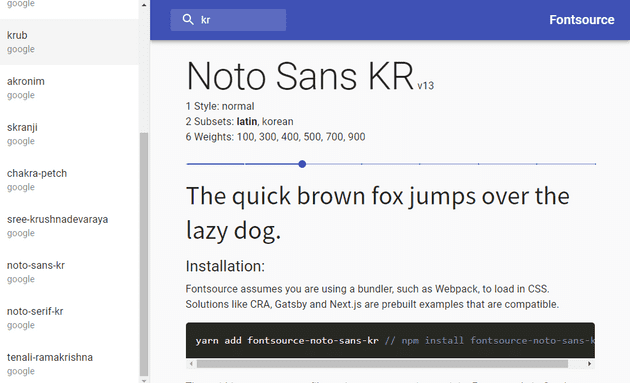 google
krub
google
akronim
google
skranji
google
chakra-petch
google
sree-krushnadevaraya
google
noto-sans-kr
google
noto-serif-kr
google
tenali-ramakrishna
google
kr
Fontsource
Noto Sans KR v13
1 Style: normal
2 Subsets: latin, korean
6 Weights: 100, 300, 400, 500, 700, 900
The quick brown fox jumps over the
lazy dog.
Installation:
Fontsource assumes you are using a bundler, such as Webpack, to load in CSS.
Solutions like CRA, Gatsby and Next.js are prebuilt examples that are compatible.
yarn add fontsource-noto-sans-kr // npm install fontsource-noto-sans-k